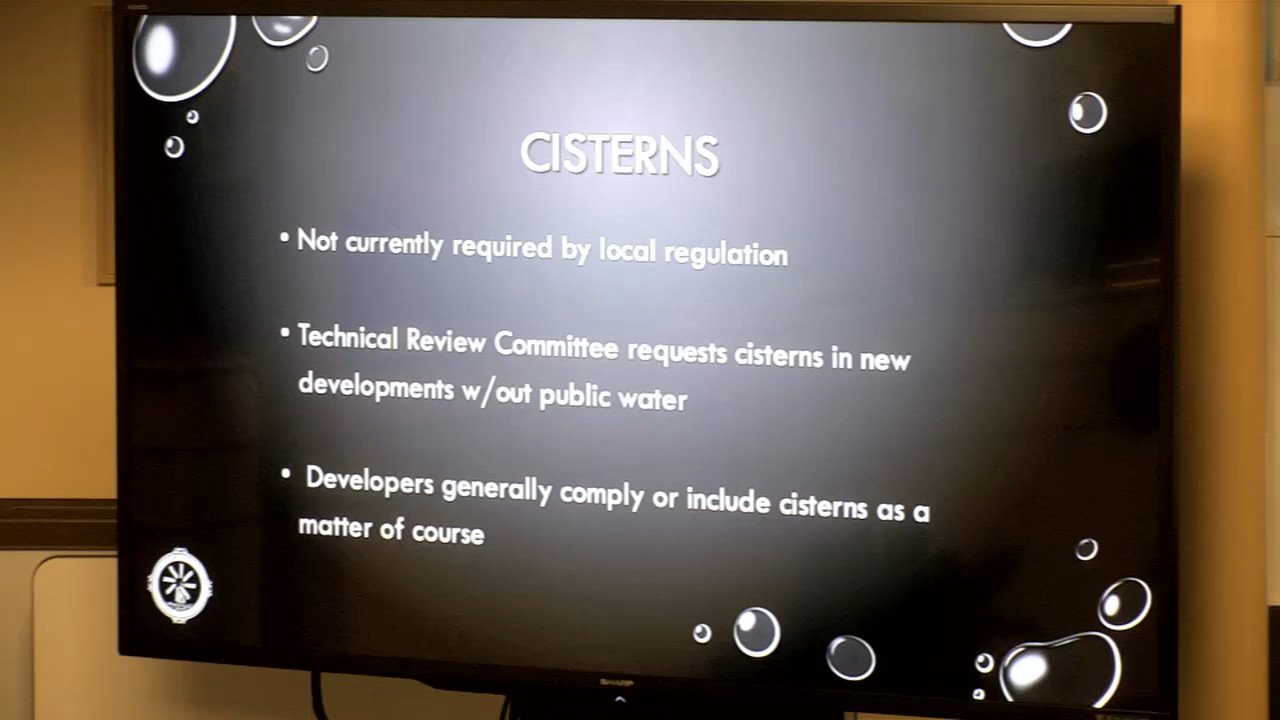 CISTERNS
• Not currently required by local regulation
• Technical Review Committee requests cisterns in new
developments w/out public water
• Developers generally comply or include cisterns as a
matter of course
SHARP